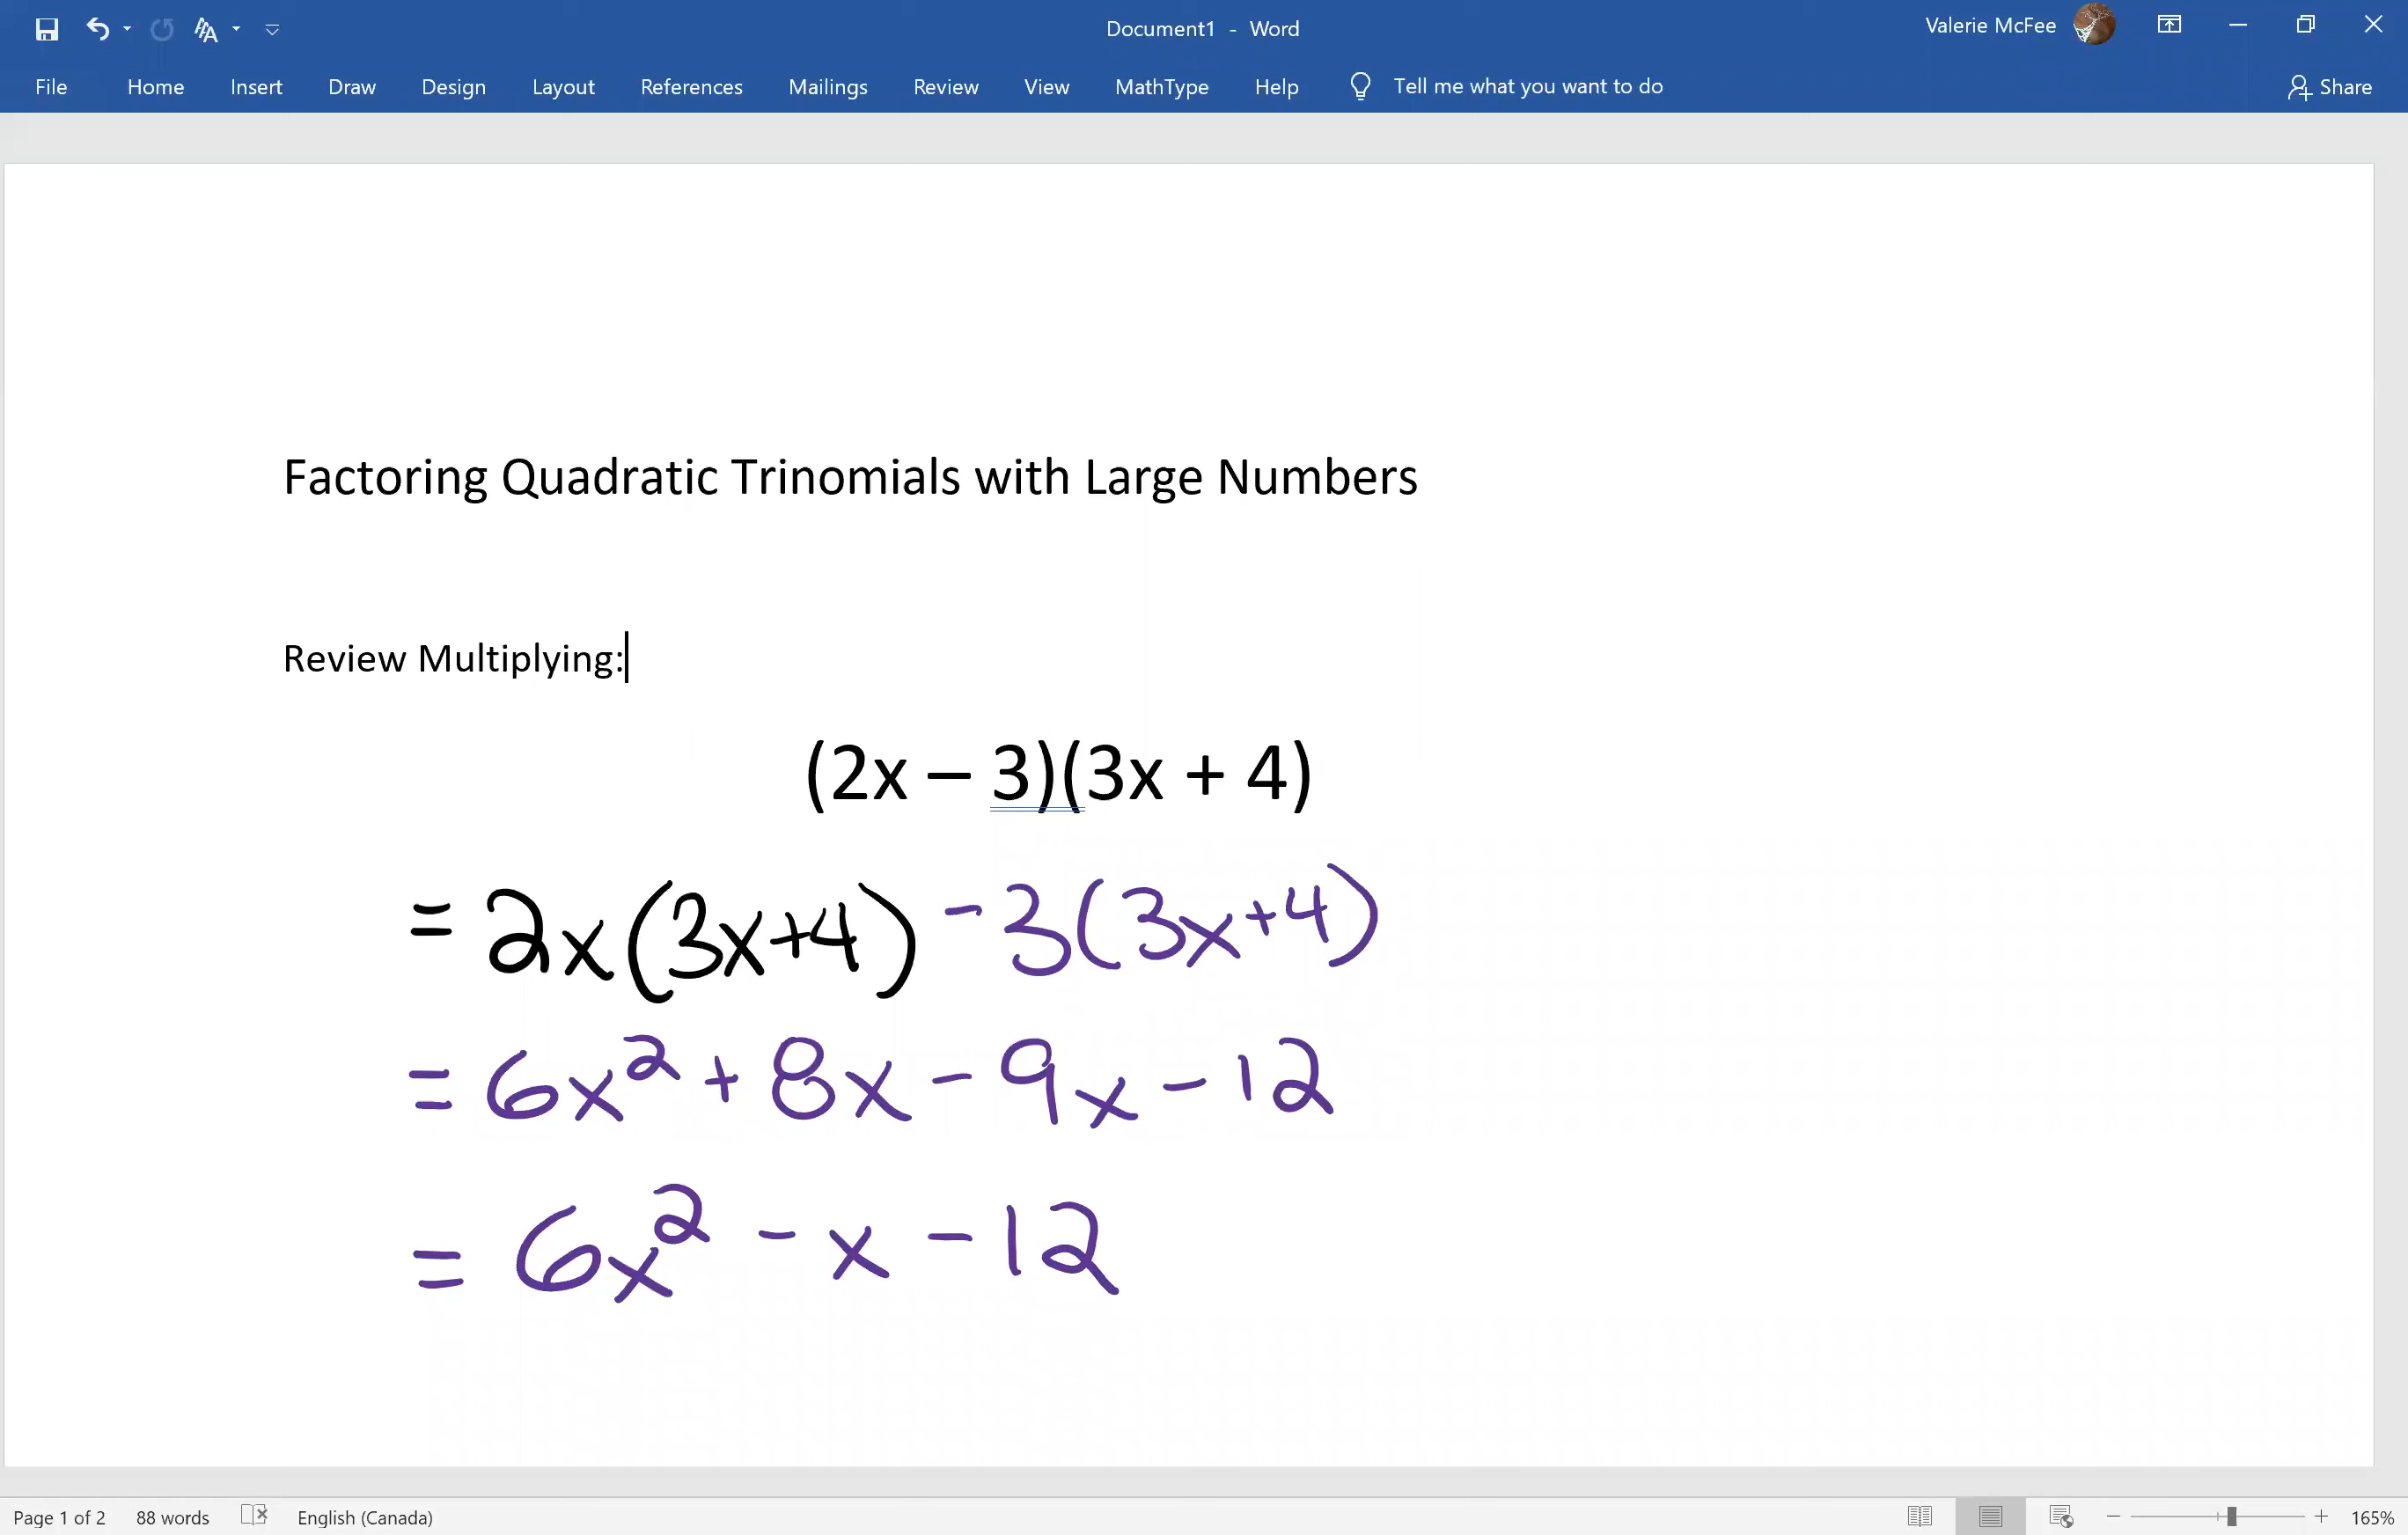 Document1 - Word
Valerie McFee
File Home Insert Draw Design Layout References Mailings Review View MathType Help Tell me what you want to do Share
Factoring Quadratic Trinomials with Large Numbers
Review Multiplying:
(2x – 3)(3x + 4)
= 2x(3x+4) - 3(3x+4)
= 6x² + 8x - 9x - 12
= 6x² - x - 12
Page 1 of 2 88 words English (Canada) 165%